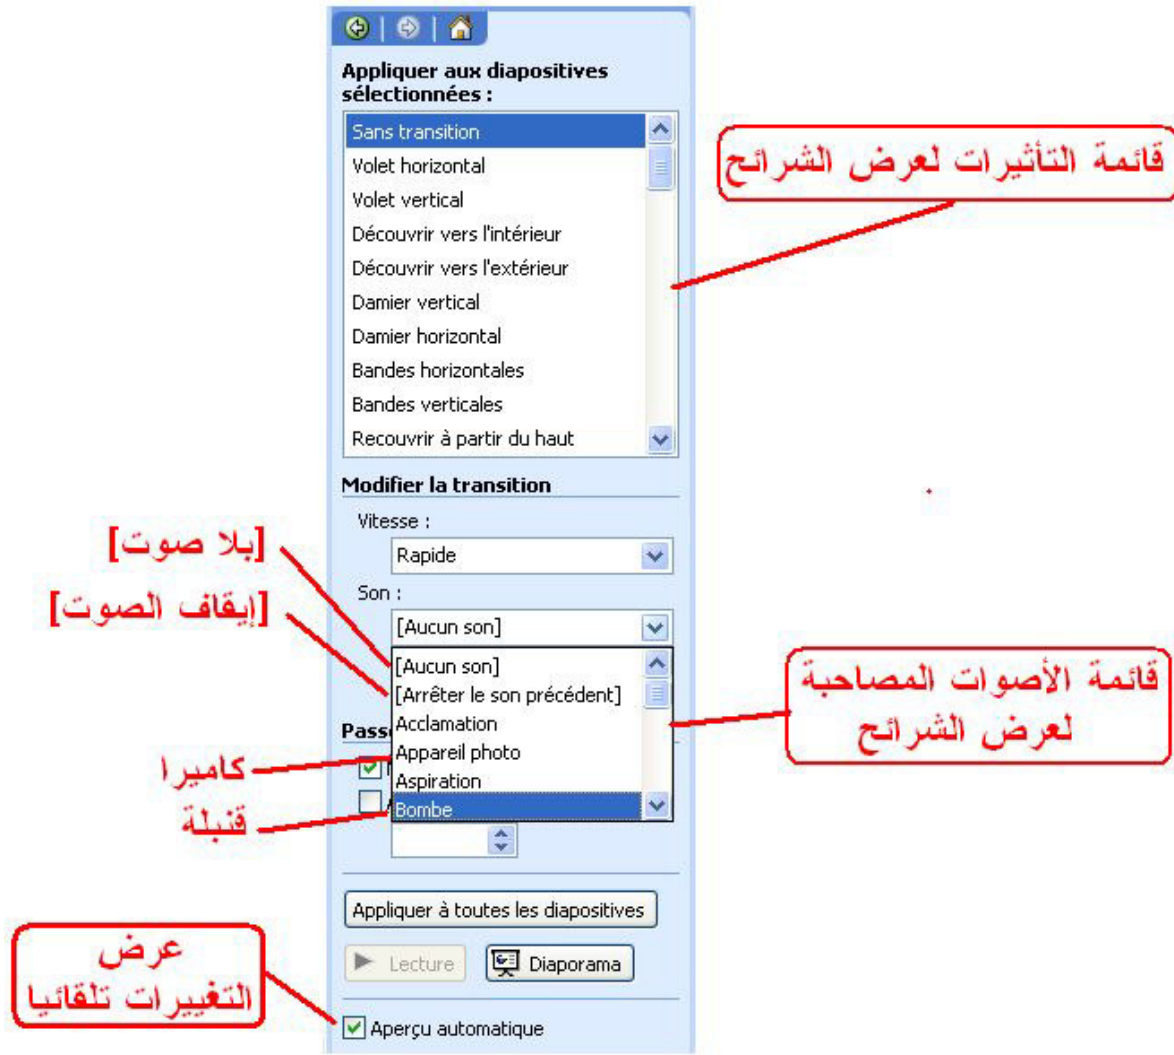 Appliquer aux diapositives
sélectionnées :
Sans transition
Volet horizontal
Volet vertical
Découvrir vers l'intérieur
Découvrir vers l'extérieur
Damier vertical
Damier horizontal
Bandes horizontales
Bandes verticales
Recouvrir à partir du haut
قائمة التأثيرات لعرض الشرائح
Modifier la transition
Vitesse :
Rapide
Son :
[Aucun son]
[بلا صوت]
[إيقاف الصوت]
[Aucun son]
[Arrêter le son précédent]
Acclamation
Appareil photo
Aspiration
Bombe
قائمة الأصوات المصاحبة
لعرض الشرائح
كاميرا
قنبلة
Appliquer à toutes les diapositives
Lecture
Diaporama
عرض
التغييرات تلقائيا
Aperçu automatique